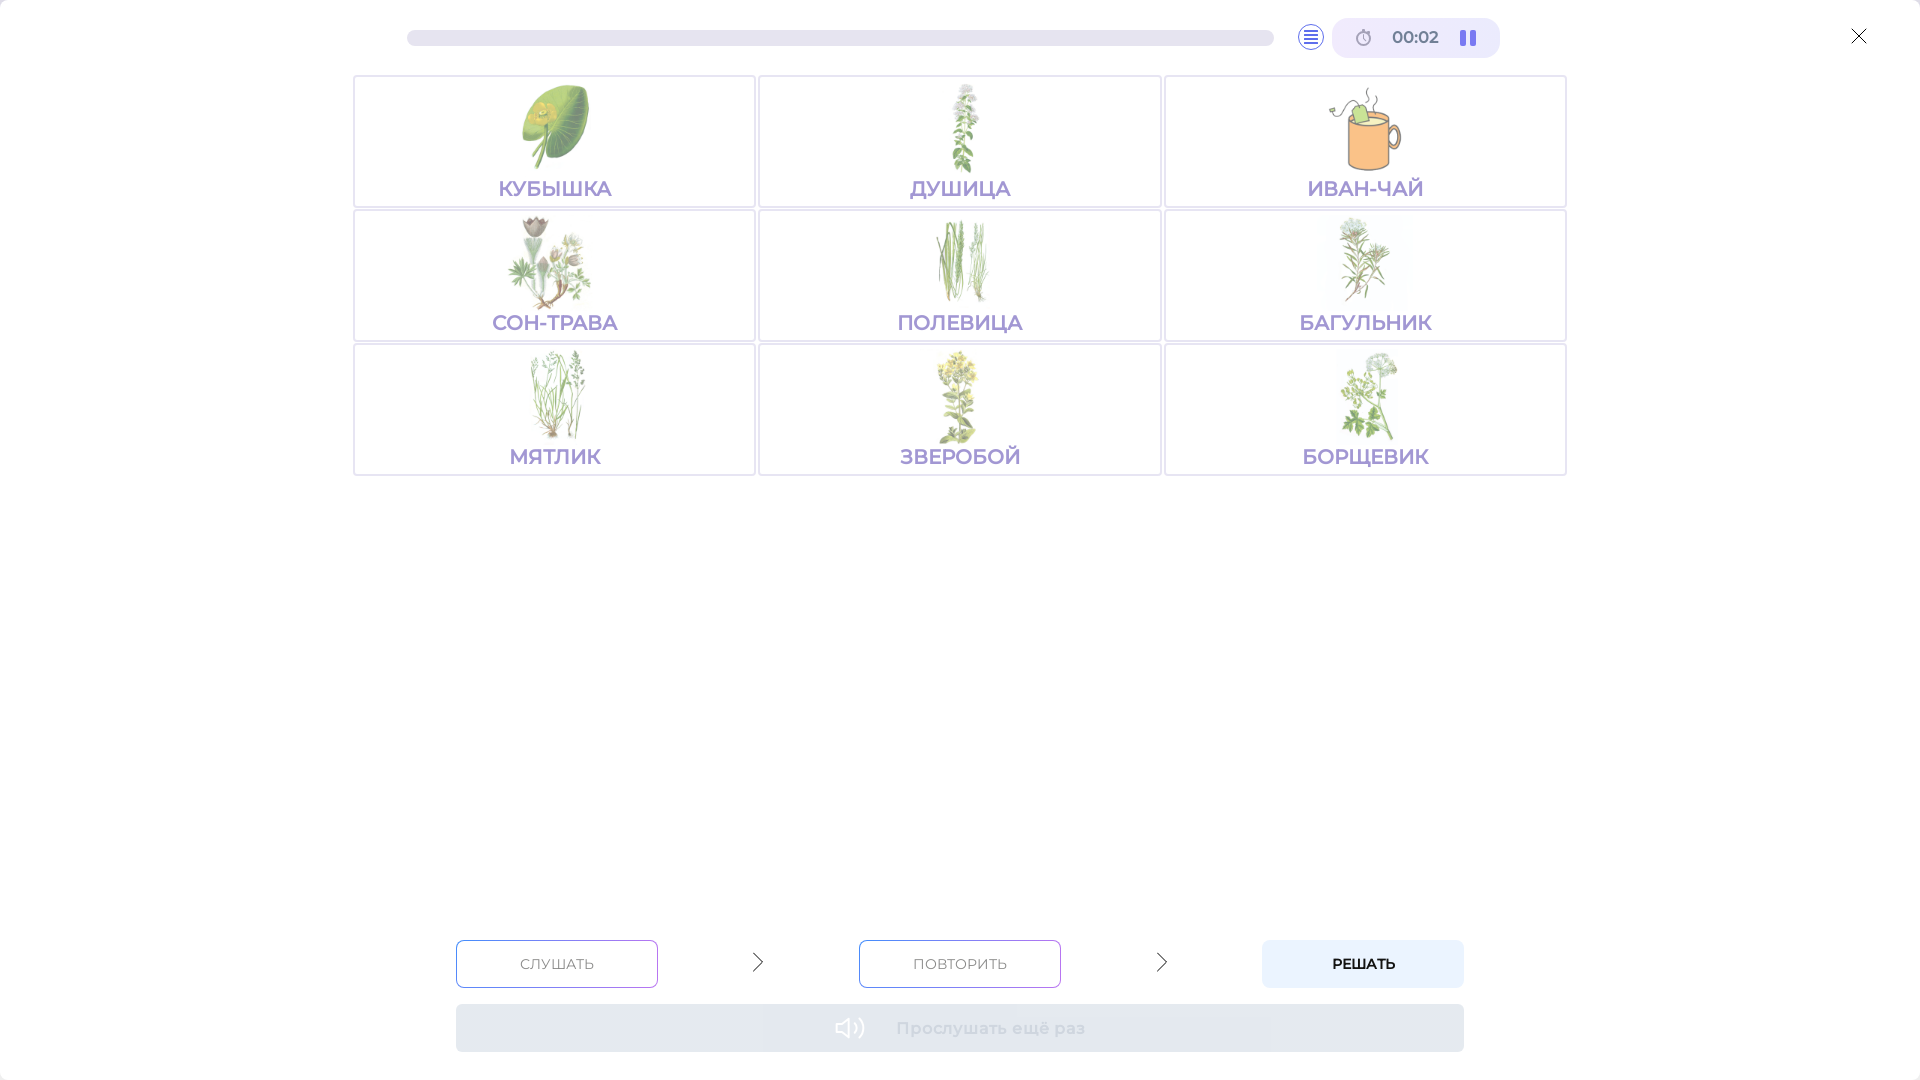 00:02
КУБЫШКА
ДУШИЦА
ИВАН-ЧАЙ
СОН-ТРАВА
ПОЛЕВИЦА
БАГУЛЬНИК
МЯТЛИК
ЗВЕРОБОЙ
БОРЩЕВИК
СЛУШАТЬ
ПОВТОРИТЬ
РЕШАТЬ
Прослушать ещё раз